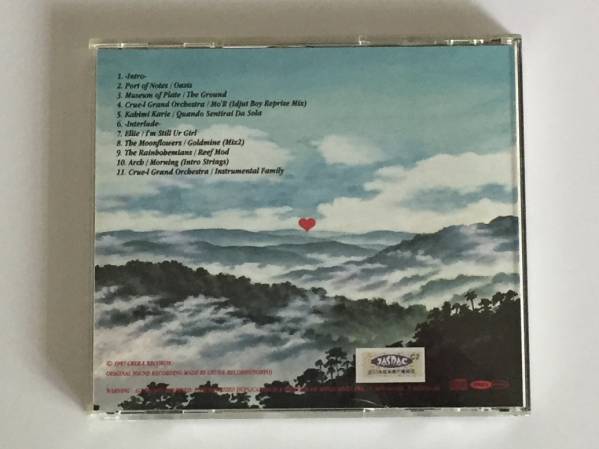 1. -Intro-
2. Port of Notes / Oasis
3. Museum of Plate / The Ground
4. Crue-l Grand Orchestra / Mo'R (Idjut Boy Reprise Mix)
5. Kahimi Karie / Quando Sentirai Da Sola
6. -Interlude-
7. Ellie / I'm Still Ur Girl
8. The Moonflowers / Goldmine (Mix2)
9. The Rainbohemians / Reef Mod
10. Arch / Morning (Intro Strings)
11. Crue-l Grand Orchestra / Instrumental Family
© 1997 CRUE-L RECORDS
ORIGINAL SOUND RECORDING MADE BY CRUE-L RECORDS
WARNING
JASRAC